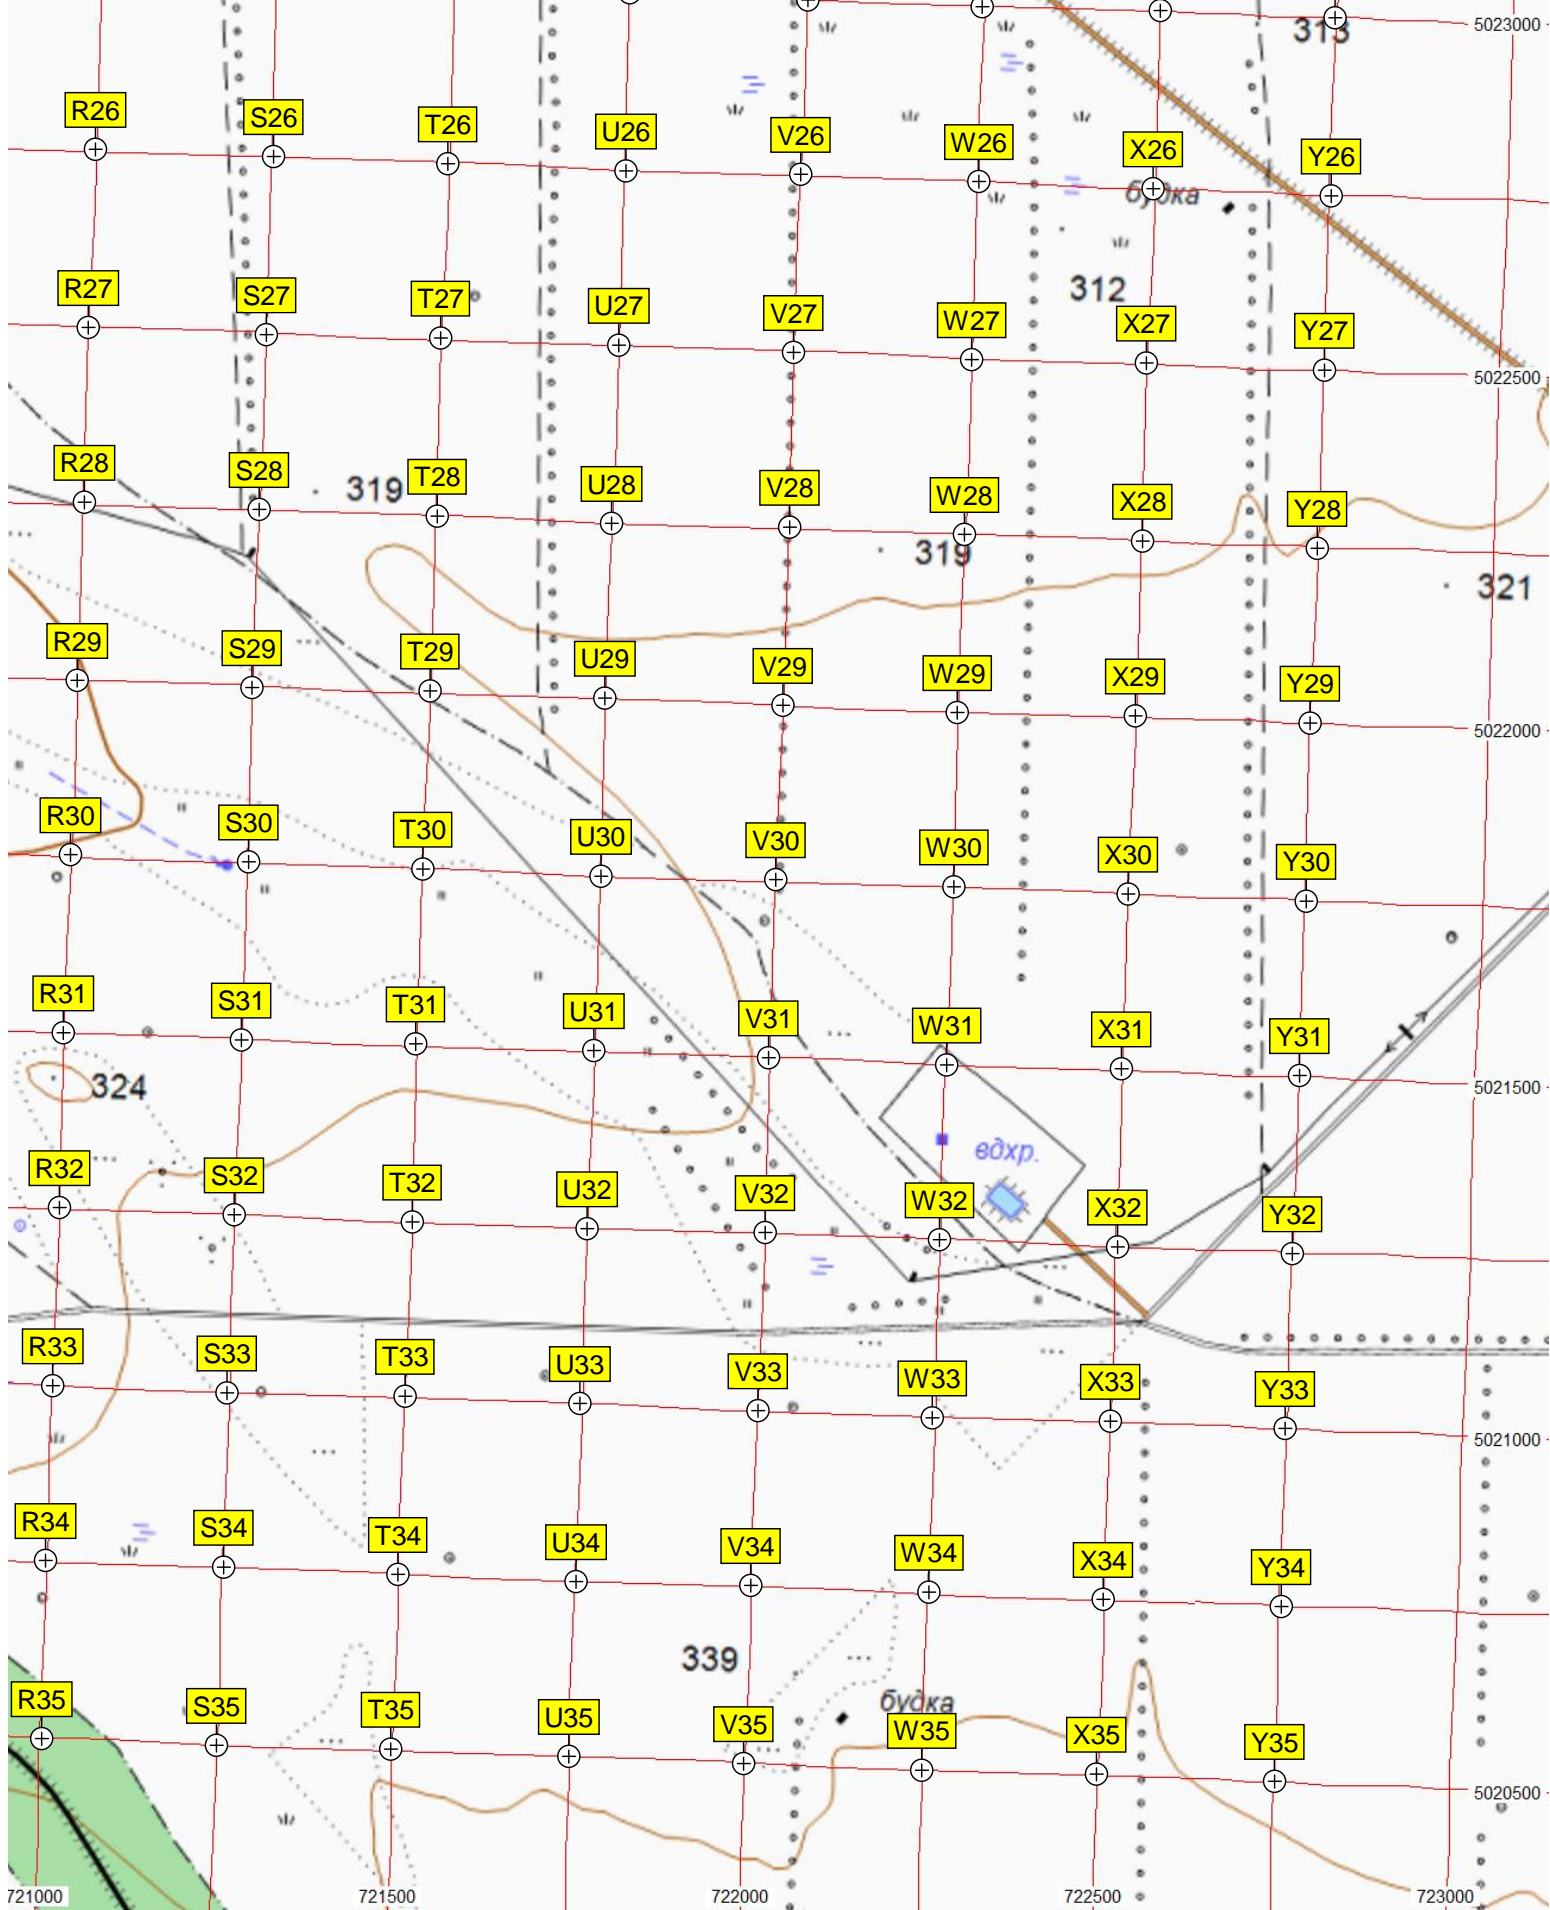 5023000
313
R26 S26 T26 U26 V26 W26 X26 Y26
будка
R27 S27 T27 U27 V27 W27 X27 Y27
312
5022500
R28 S28 T28 U28 V28 W28 X28 Y28
319
319
321
R29 S29 T29 U29 V29 W29 X29 Y29
5022000
R30 S30 T30 U30 V30 W30 X30 Y30
R31 S31 T31 U31 V31 W31 X31 Y31
324
5021500
вдхр.
R32 S32 T32 U32 V32 W32 X32 Y32
R33 S33 T33 U33 V33 W33 X33 Y33
5021000
R34 S34 T34 U34 V34 W34 X34 Y34
339
будка
R35 S35 T35 U35 V35 W35 X35 Y35
5020500
721000 721500 722000 722500 723000